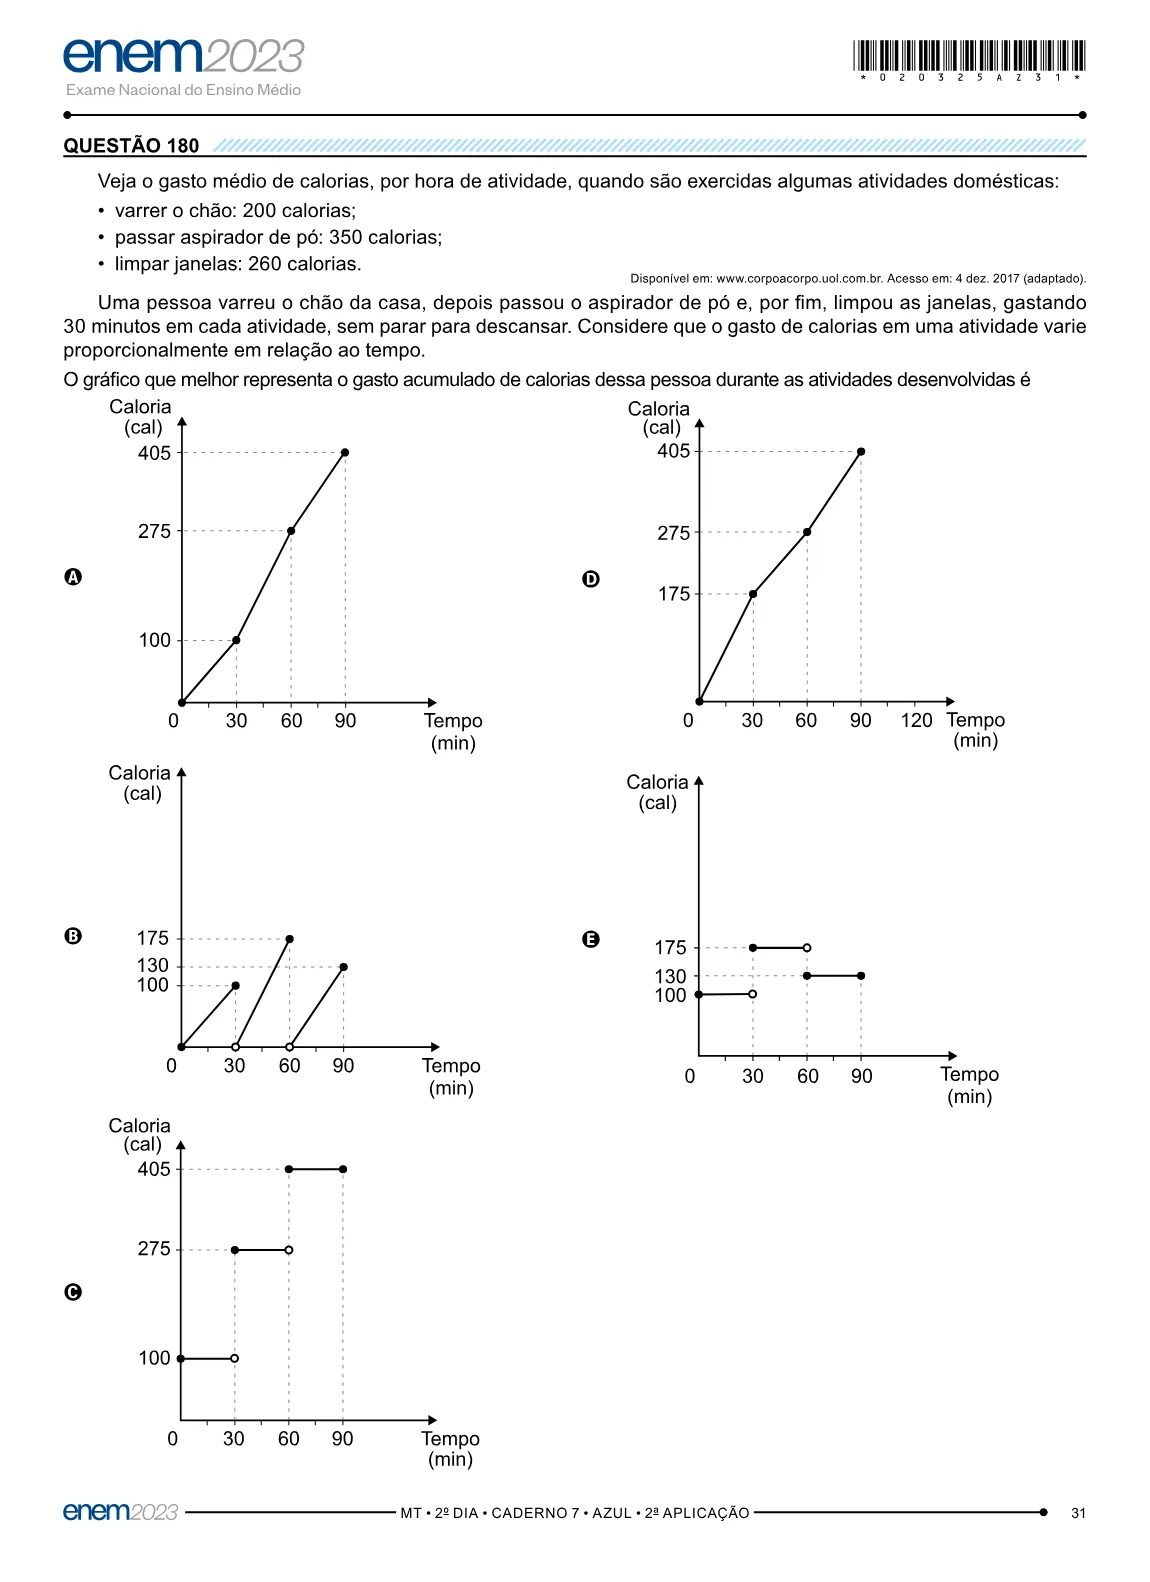 enem2023
Exame Nacional do Ensino Médio
*020325AZ31*
QUESTÃO 180
Veja o gasto médio de calorias, por hora de atividade, quando são exercidas algumas atividades domésticas:
• varrer o chão: 200 calorias;
• passar aspirador de pó: 350 calorias;
• limpar janelas: 260 calorias.
Disponível em: www.corpoacorpo.uol.com.br. Acesso em: 4 dez. 2017 (adaptado).
Uma pessoa varreu o chão da casa, depois passou o aspirador de pó e, por fim, limpou as janelas, gastando
30 minutos em cada atividade, sem parar para descansar. Considere que o gasto de calorias em uma atividade varie
proporcionalmente em relação ao tempo.
O gráfico que melhor representa o gasto acumulado de calorias dessa pessoa durante as atividades desenvolvidas é
A
Caloria
(cal)
405
275
100
0 30 60 90 Tempo
(min)
B
Caloria
(cal)
175
130
100
0 30 60 90 Tempo
(min)
C
Caloria
(cal)
405
275
100
0 30 60 90 Tempo
(min)
D
Caloria
(cal)
405
275
175
0 30 60 90 120 Tempo
(min)
E
Caloria
(cal)
175
130
100
0 30 60 90 Tempo
(min)
enem2023
MT • 2º DIA • CADERNO 7 • AZUL • 2ª APLICAÇÃO
31